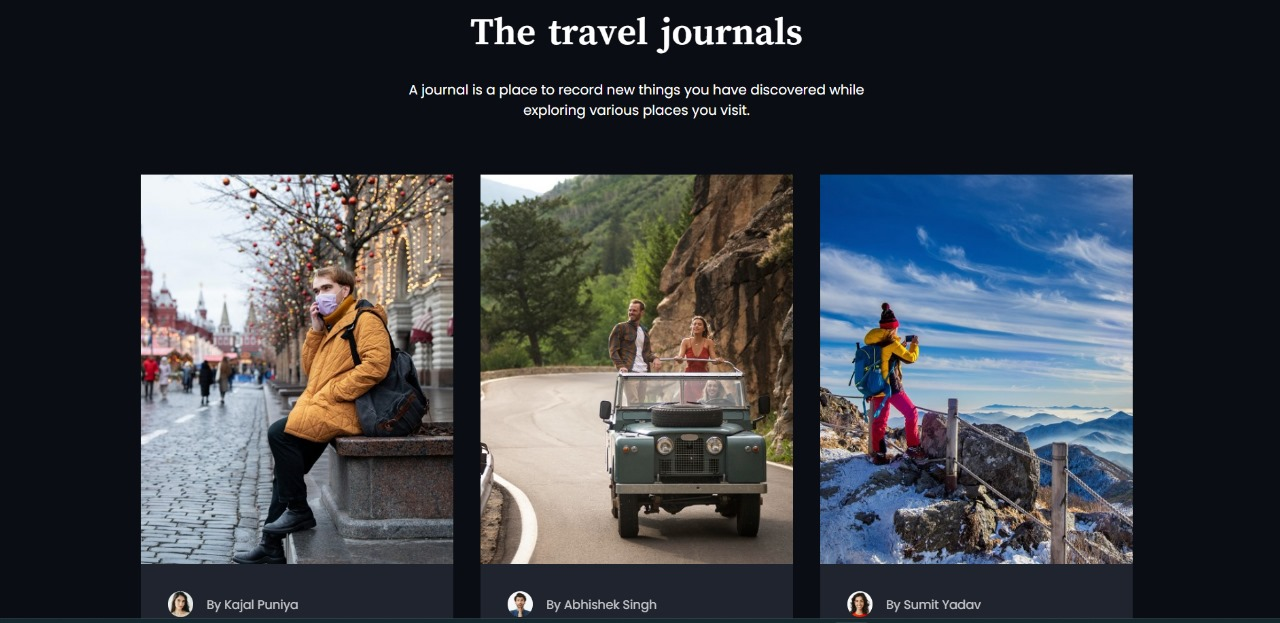 The travel journals
A journal is a place to record new things you have discovered while
exploring various places you visit.
By Kajal Puniya
By Abhishek Singh
By Sumit Yadav